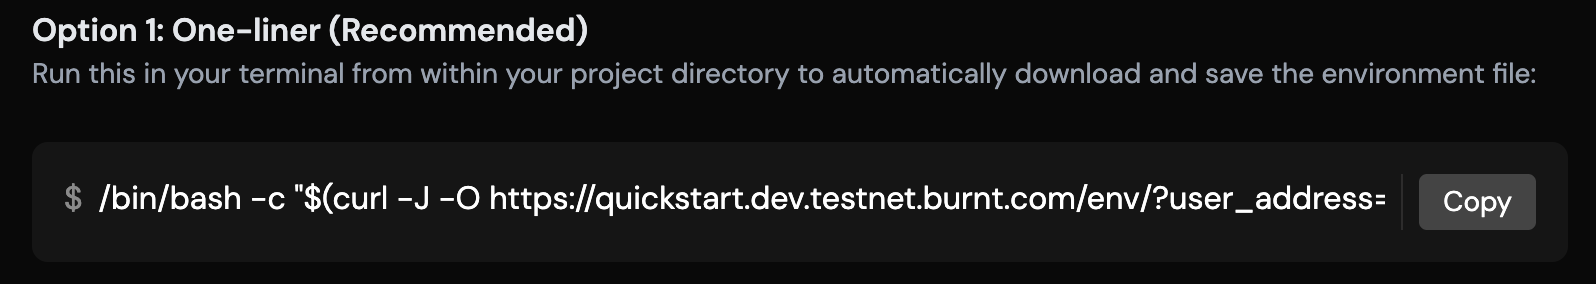 Option 1: One-liner (Recommended)
Run this in your terminal from within your project directory to automatically download and save the environment file:
$ /bin/bash -c "$(curl -J -O https://quickstart.dev.testnet.burnt.com/env/?user_address=
Copy